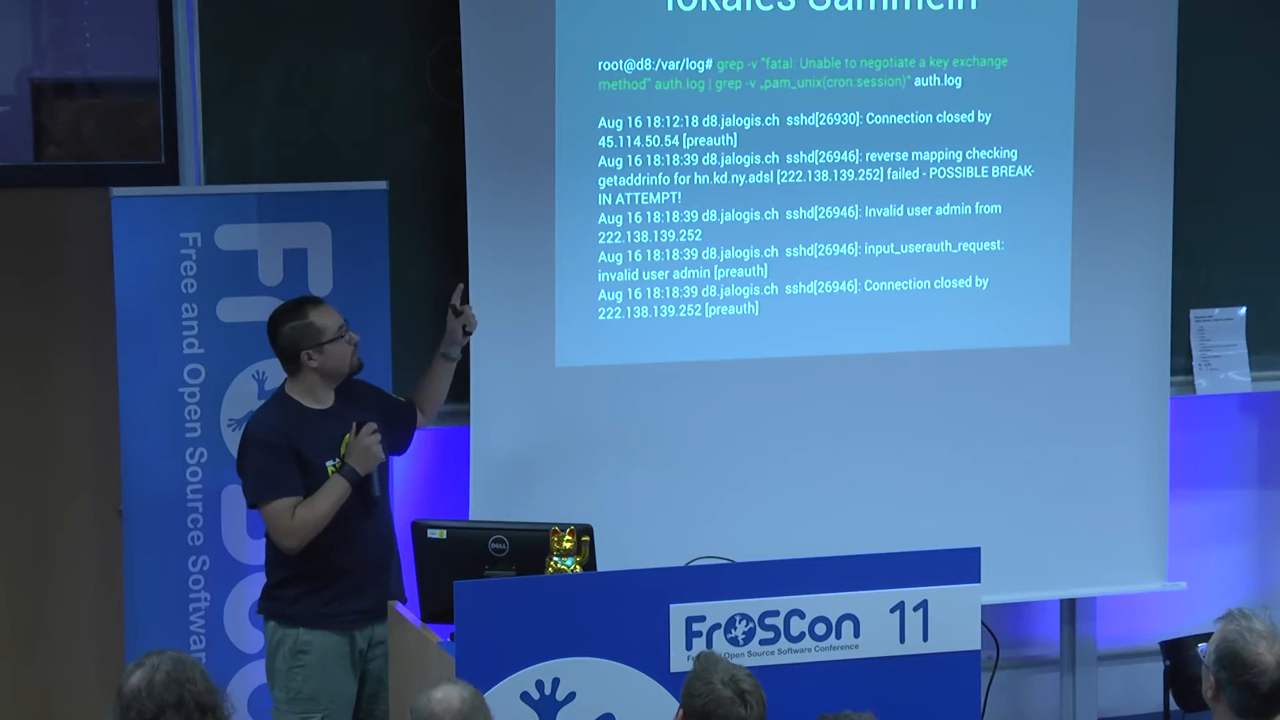 lokales Sammeln
root@d8:/var/log# grep -v "fatal: Unable to negotiate a key exchange
method" auth.log | grep -v „pam_unix(cron:session)" auth.log
Aug 16 18:12:18 d8.jalogis.ch sshd[26930]: Connection closed by
45.114.50.54 [preauth]
Aug 16 18:18:39 d8.jalogis.ch sshd[26946]: reverse mapping checking
getaddrinfo for hn.kd.ny.adsl [222.138.139.252] failed - POSSIBLE BREAK-
IN ATTEMPT!
Aug 16 18:18:39 d8.jalogis.ch sshd[26946]: Invalid user admin from
222.138.139.252
Aug 16 18:18:39 d8.jalogis.ch sshd[26946]: input_userauth_request:
invalid user admin [preauth]
Aug 16 18:18:39 d8.jalogis.ch sshd[26946]: Connection closed by
222.138.139.252 [preauth]
Free and Open Source Softwar
FrOSCo
DELL
FrOSCon 11
Open Source Software Conference